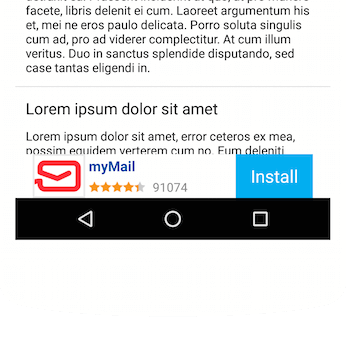 facete, libris delenit ei cum. Laoreet argumentum his
et, mei ne eros paulo delicata. Porro soluta singulis
cum ad, pro ad viderer complectitur. At cum illum
veritus. Duo in sanctus splendide disputando, sed
case tantas eligendi in.
Lorem ipsum dolor sit amet
Lorem ipsum dolor sit amet, error ceteros ex mea,
possim equidem verterem cum no. Eum deleniti
myMail
91074
Install